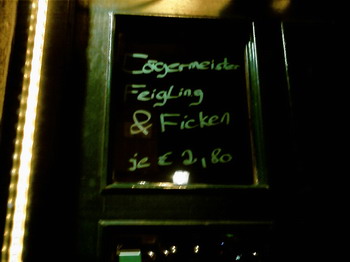 Jägermeister
Feigling
& Ficken
je € 2,80